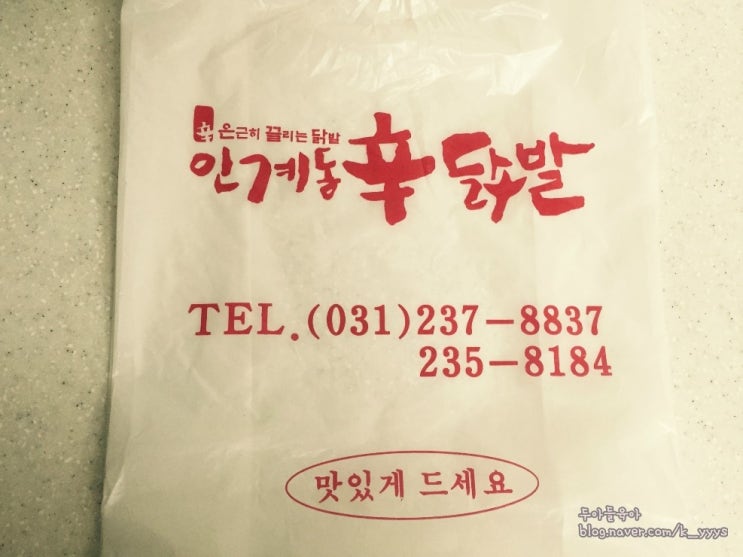 辛 은근히 끌리는 닭발
인계동 辛 닭발
TEL.(031)237-8837
235-8184
맛있게 드세요
두아들육아
blog.naver.com/k_yyys